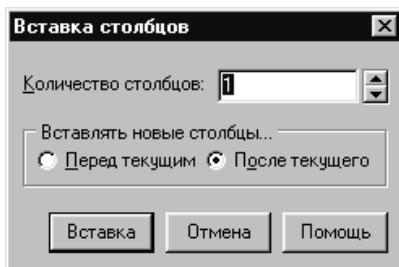 Вставка столбцов
Количество столбцов: 1
Вставлять новые столбцы...
Перед текущим После текущего
Вставка Отмена Помощь